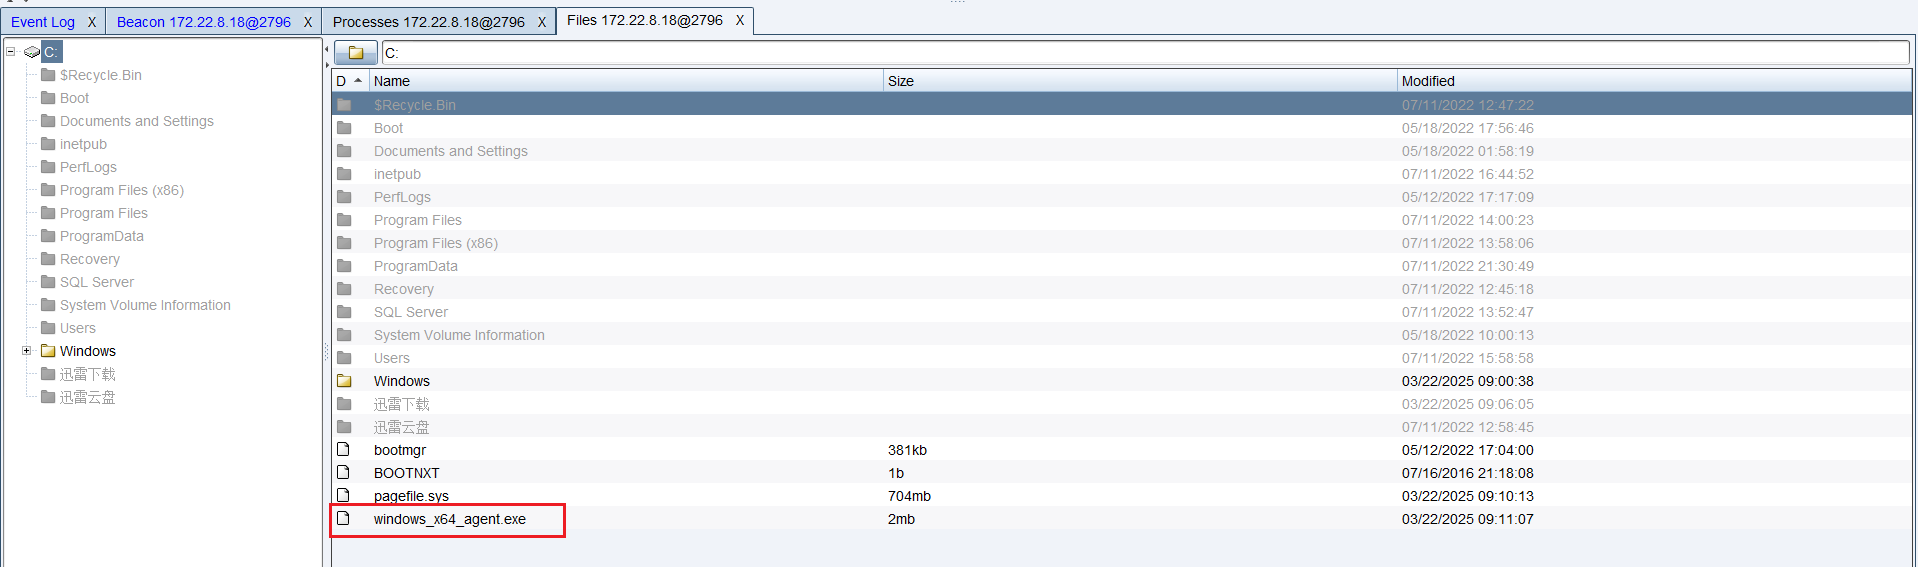 Event Log X Beacon 172.22.8.18@2796 X Processes 172.22.8.18@2796 X Files 172.22.8.18@2796 X
C:
$Recycle.Bin
Boot
Documents and Settings
inetpub
PerfLogs
Program Files (x86)
Program Files
ProgramData
Recovery
SQL Server
System Volume Information
Users
Windows
迅雷下载
迅雷云盘
C:
D Name Size Modified
$Recycle.Bin 07/11/2022 12:47:22
Boot 05/18/2022 17:56:46
Documents and Settings 05/18/2022 01:58:19
inetpub 07/11/2022 16:44:52
PerfLogs 05/12/2022 17:17:09
Program Files 07/11/2022 14:00:23
Program Files (x86) 07/11/2022 13:58:06
ProgramData 07/11/2022 21:30:49
Recovery 07/11/2022 12:45:18
SQL Server 07/11/2022 13:52:47
System Volume Information 05/18/2022 10:00:13
Users 07/11/2022 15:58:58
Windows 03/22/2025 09:00:38
迅雷下载 03/22/2025 09:06:05
迅雷云盘 07/11/2022 12:58:45
bootmgr 381kb 05/12/2022 17:04:00
BOOTNXT 1b 07/16/2016 21:18:08
pagefile.sys 704mb 03/22/2025 09:10:13
windows_x64_agent.exe 2mb 03/22/2025 09:11:07